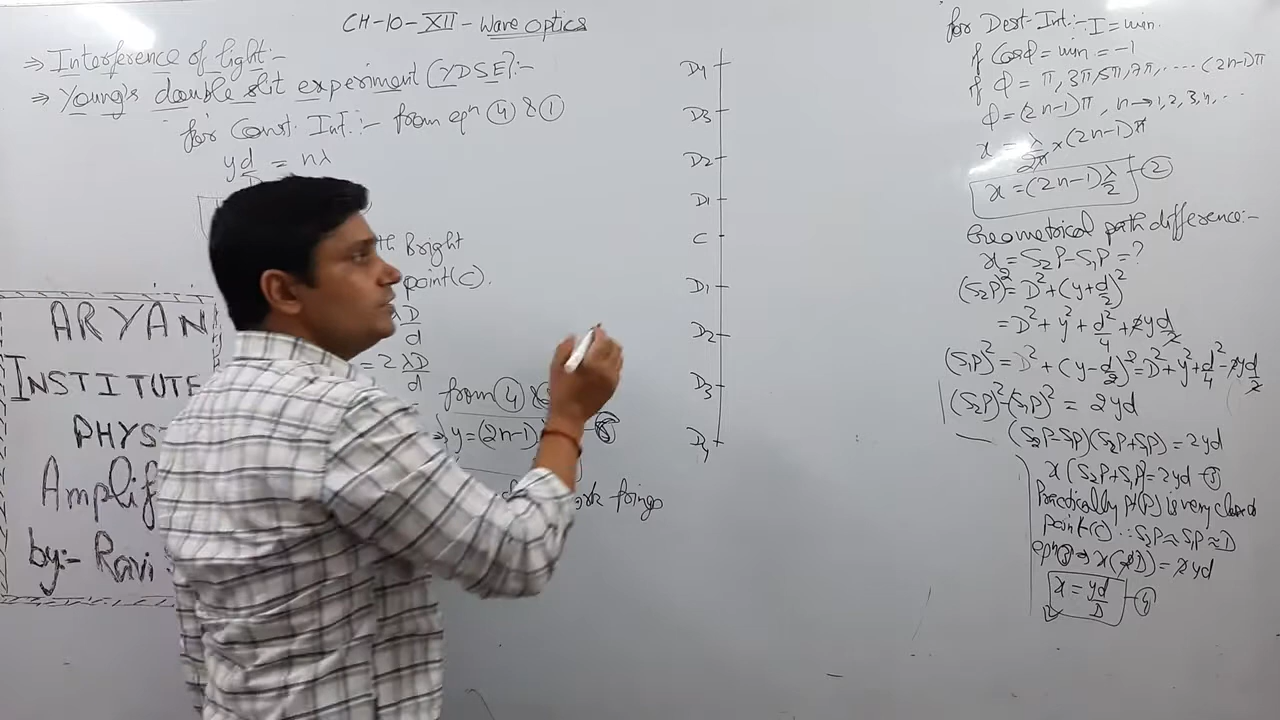 CH-10-XII-Wave Optics
⇒ Interference of light:-
⇒ Young's double slit experiment (YDSE):-
for Const. Int.:- from eqn ④ & ①
yd = nλ
th Bright
point(C).
D
d
= 2 λD
d
from ④ &
⇒ y=(2n-1)
fringe
ARYAN
INSTITUTE
PHYS
Amplif
by:- Ravi
D4
D3
D2
D1
C
D1
D2
D3
D4
for Dest. Int.:- I = min.
if Cosφ = min = -1
if φ = π, 3π, 5π, 7π, ---- (2n-1)π
φ = (2n-1)π, n→1,2,3,4,...
x = λ/2π × (2n-1)π
x = (2n-1) λ/2 ②
Geometrical path difference:-
x = S2P - S1P = ?
(S2P)² = D² + (y+d/2)²
= D² + y² + d²/4 + 2yd/2
(S1P)² = D² + (y-d/2)² = D² + y² + d²/4 - 2yd/2
(S2P)² - (S1P)² = 2yd
(S2P-S1P)(S2P+S1P) = 2yd
x(S2P+S1P) = 2yd ③
Practically pt(P) is very closed
point(C) ∴ S2P ≈ S1P ≈ D
eqn ③ ⇒ x(2D) = 2yd
x = yd/D ④